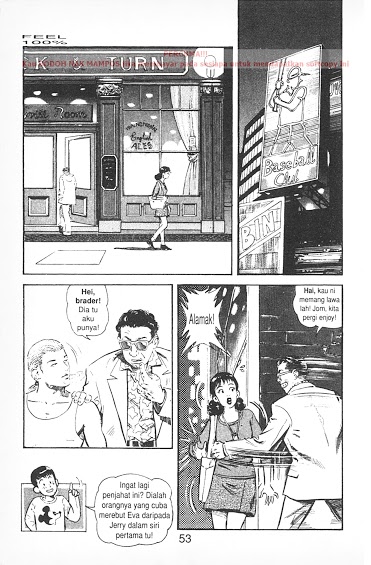 FEEL
100%
PERCUMA!!!
K & TURN
English
ALES
Baseball
Club
Hei,
brader!
Dia tu
aku
punya!
Alamak!
Hai, kau ni
memang lawa
lah! Jom, kita
pergi enjoy!
Ingat lagi
penjahat ini? Dialah
orangnya yang cuba
merebut Eva daripada
Jerry dalam siri
pertama tu!
53